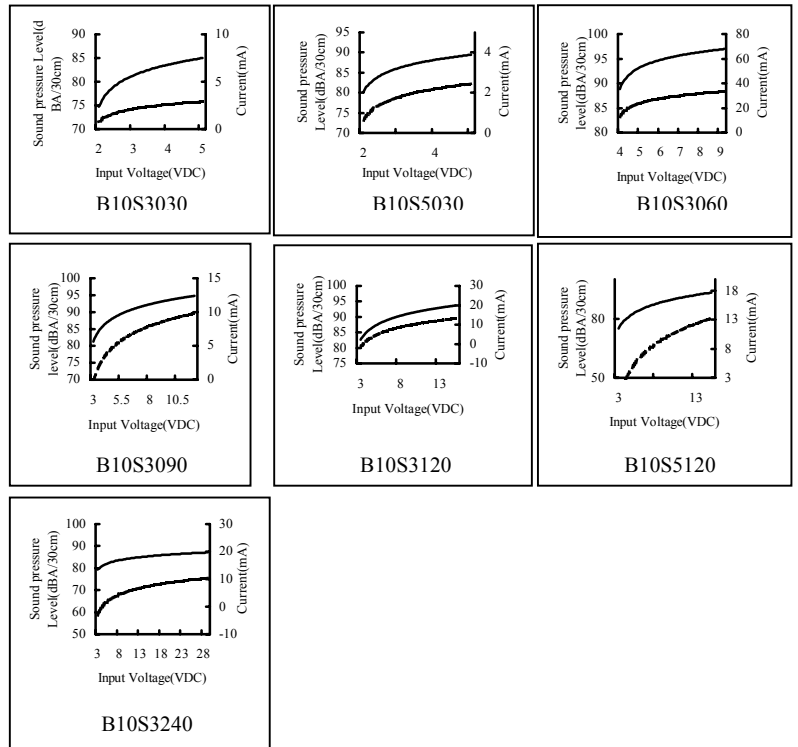 Sound pressure Level(d
BA/30cm)
90
85
80
75
70
10
5
0
Current(mA)
2 3 4 5
Input Voltage(VDC)
B10S3030
Sound pressure
Level(dBA/30cm)
95
90
85
80
75
70
4
2
0
Current(mA)
2 4
Input Voltage(VDC)
B10S5030
Sound pressure
level(dBA/30cm)
100
95
90
85
80
80
60
40
20
0
Current(mA)
4 5 6 7 8 9
Input Voltage(VDC)
B10S3060
Sound pressure
level(dBA/30cm)
100
95
90
85
80
75
70
15
10
5
0
Current(mA)
3 5.5 8 10.5
Input Voltage(VDC)
B10S3090
Sound pressure
Level(dBA/30cm)
100
95
90
85
80
75
30
20
10
0
-10
Current(mA)
3 8 13
Input Voltage(VDC)
B10S3120
Sound pressure
Level(dBA/30cm)
80
50
18
13
8
3
Current(mA)
3 13
Input Voltage(VDC)
B10S5120
Sound pressure
Level(dBA/30cm)
100
90
80
70
60
50
30
20
10
0
-10
Current(mA)
3 8 13 18 23 28
Input Voltage(VDC)
B10S3240